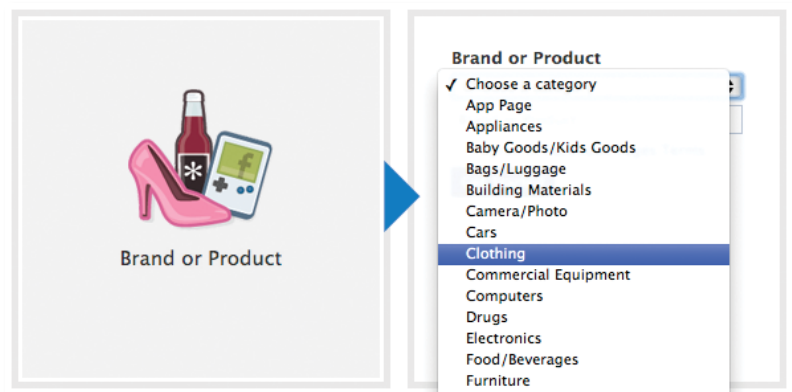 Brand or Product
Brand or Product
✓ Choose a category
App Page
Appliances
Baby Goods/Kids Goods
Bags/Luggage
Building Materials
Camera/Photo
Cars
Clothing
Commercial Equipment
Computers
Drugs
Electronics
Food/Beverages
Furniture